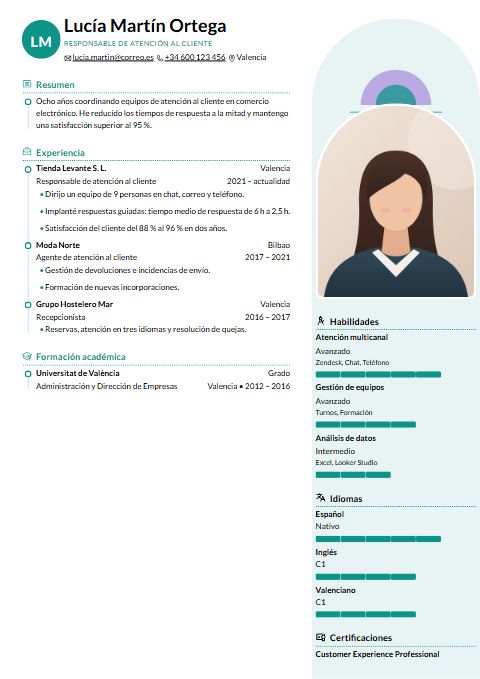 LM
Lucía Martín Ortega
RESPONSABLE DE ATENCIÓN AL CLIENTE
lucia.martin@correo.es +34 600 123 456 Valencia
Resumen
Ocho años coordinando equipos de atención al cliente en comercio
electrónico. He reducido los tiempos de respuesta a la mitad y mantengo
una satisfacción superior al 95 %.
Experiencia
Tienda Levante S. L. Valencia
Responsable de atención al cliente 2021 – actualidad
• Dirijo un equipo de 9 personas en chat, correo y teléfono.
• Implanté respuestas guiadas: tiempo medio de respuesta de 6 h a 2,5 h.
• Satisfacción del cliente del 88 % al 96 % en dos años.
Moda Norte Bilbao
Agente de atención al cliente 2017 – 2021
• Gestión de devoluciones e incidencias de envío.
• Formación de nuevas incorporaciones.
Grupo Hostelero Mar Valencia
Recepcionista 2016 – 2017
• Reservas, atención en tres idiomas y resolución de quejas.
Formación académica
Universitat de València Grado
Administración y Dirección de Empresas Valencia • 2012 – 2016
Habilidades
Atención multicanal
Avanzado
Zendesk, Chat, Teléfono
Gestión de equipos
Avanzado
Turnos, Formación
Análisis de datos
Intermedio
Excel, Looker Studio
Idiomas
Español
Nativo
Inglés
C1
Valenciano
C1
Certificaciones
Customer Experience Professional